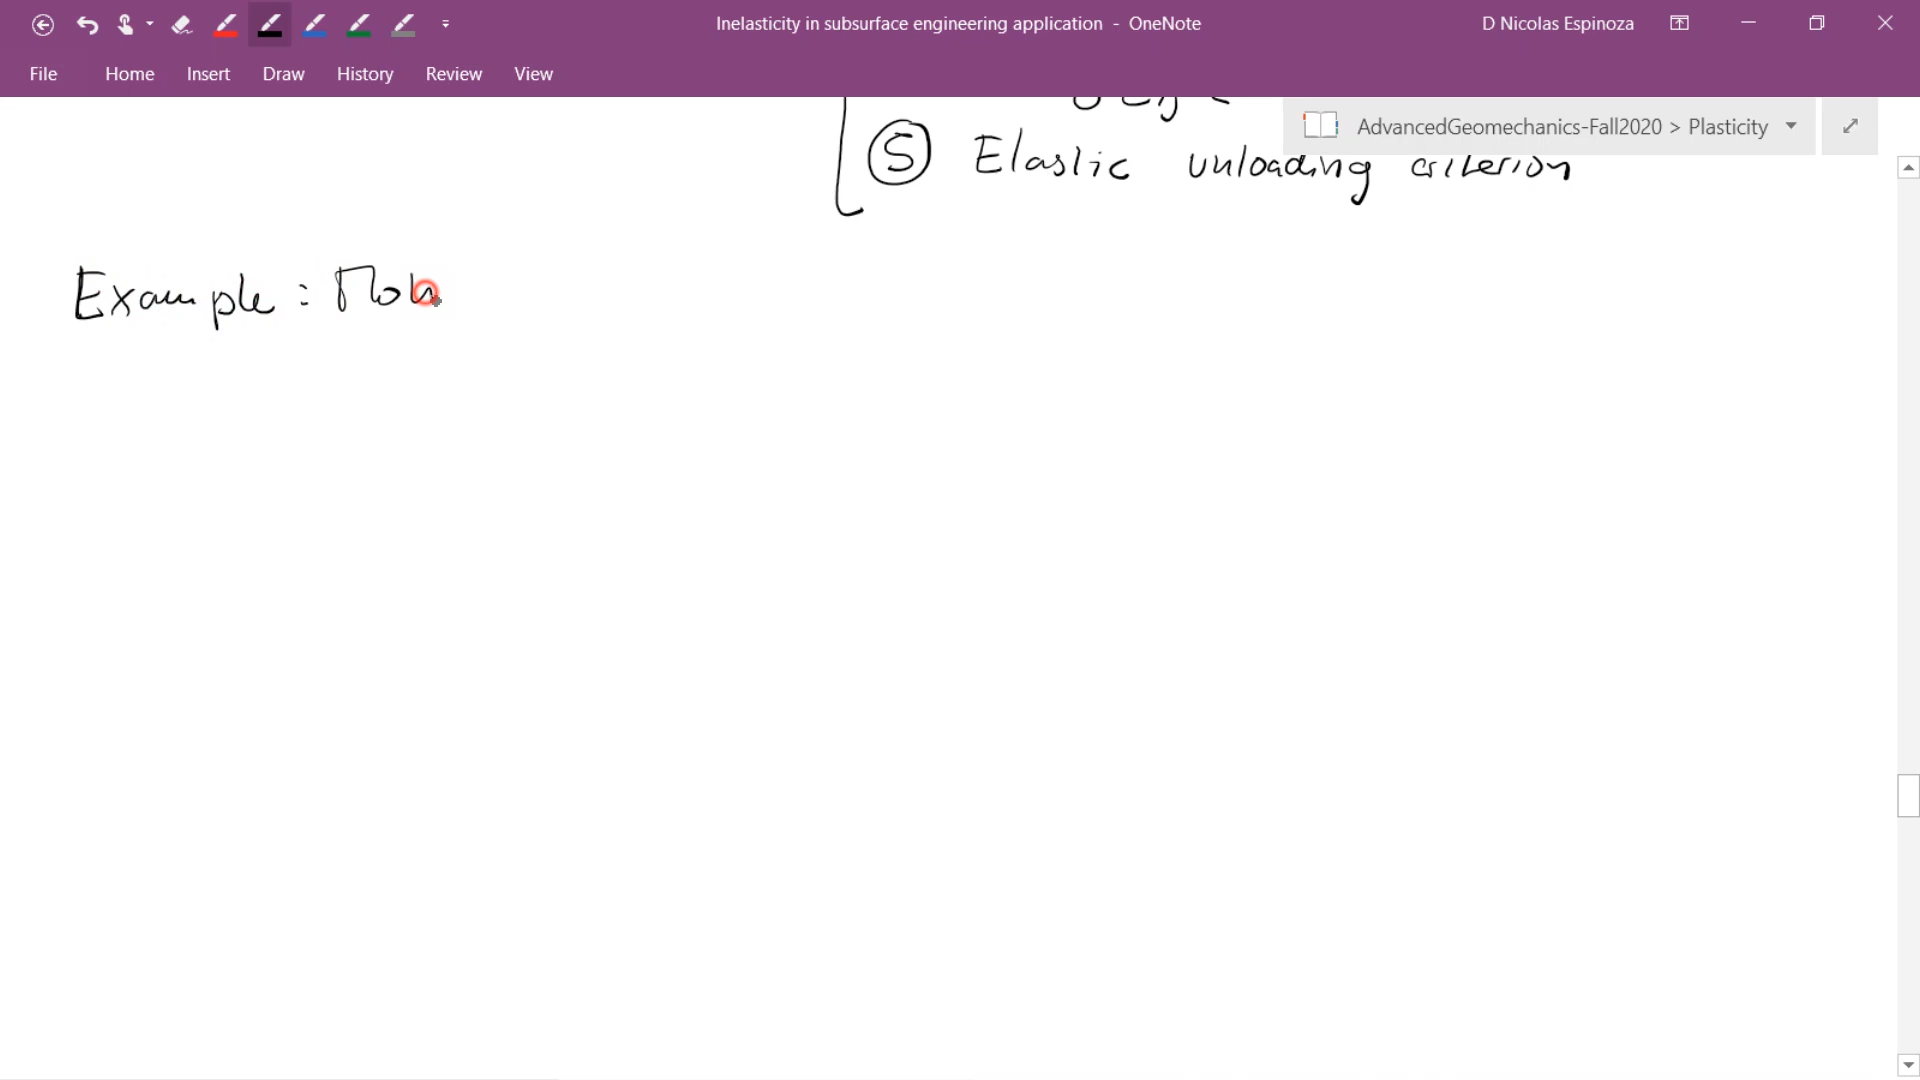 Inelasticity in subsurface engineering application - OneNote
D Nicolas Espinoza
File Home Insert Draw History Review View
AdvancedGeomechanics-Fall2020 > Plasticity
⑤ Elastic unloading criterion
Example : Moh